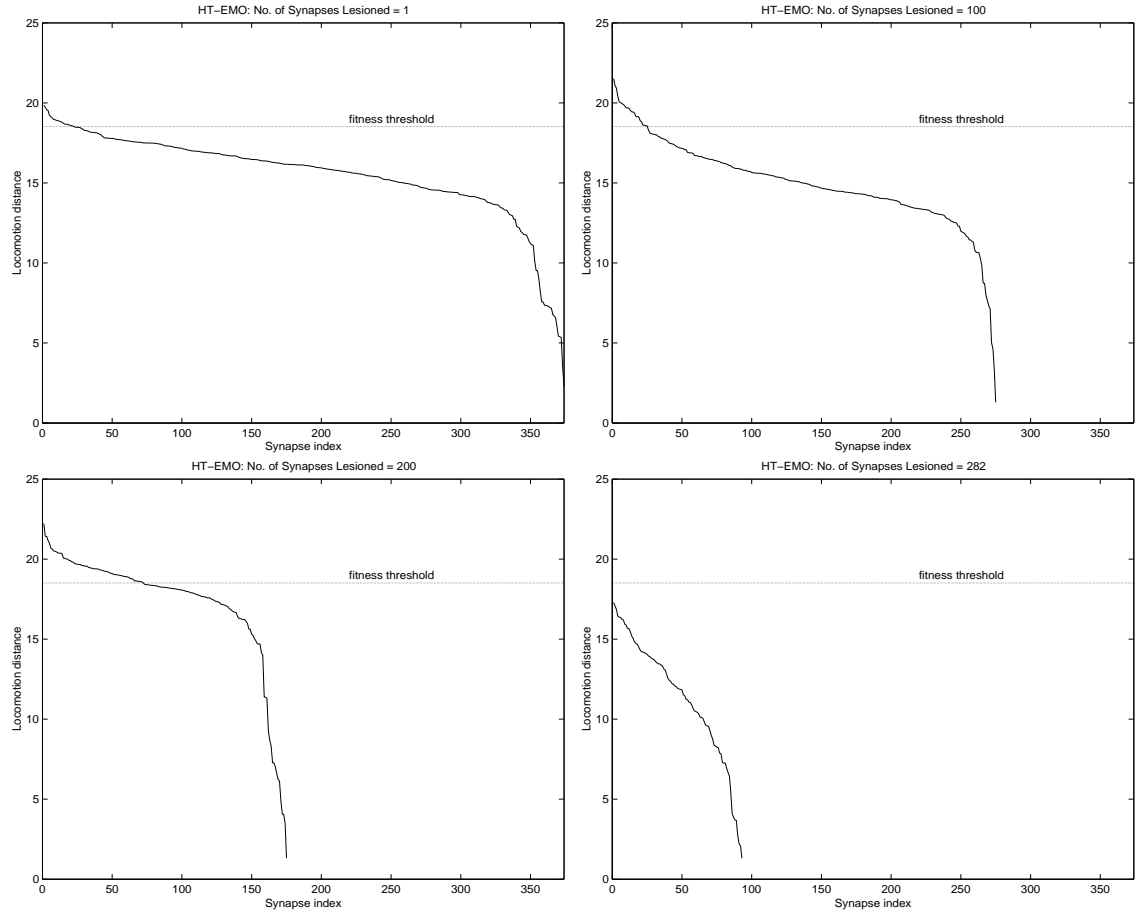 HT−EMO: No. of Synapses Lesioned = 1
25
20
15
10
5
0
Locomotion distance
fitness threshold
0 50 100 150 200 250 300 350
Synapse index
HT−EMO: No. of Synapses Lesioned = 100
25
20
15
10
5
0
Locomotion distance
fitness threshold
0 50 100 150 200 250 300 350
Synapse index
HT−EMO: No. of Synapses Lesioned = 200
25
20
15
10
5
0
Locomotion distance
fitness threshold
0 50 100 150 200 250 300 350
Synapse index
HT−EMO: No. of Synapses Lesioned = 282
25
20
15
10
5
0
Locomotion distance
fitness threshold
0 50 100 150 200 250 300 350
Synapse index